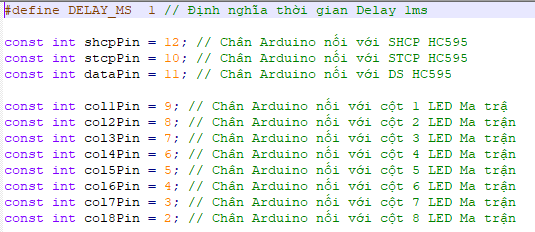 #define DELAY_MS  1 // Định nghĩa thời gian Delay 1ms
const int shcpPin = 12; // Chân Arduino nối với SHCP HC595
const int stcpPin = 10; // Chân Arduino nối với STCP HC595
const int dataPin = 11; // Chân Arduino nối với DS HC595
const int col1Pin = 9; // Chân Arduino nối với cột 1 LED Ma trậ
const int col2Pin = 8; // Chân Arduino nối với cột 2 LED Ma trận
const int col3Pin = 7; // Chân Arduino nối với cột 3 LED Ma trận
const int col4Pin = 6; // Chân Arduino nối với cột 4 LED Ma trận
const int col5Pin = 5; // Chân Arduino nối với cột 5 LED Ma trận
const int col6Pin = 4; // Chân Arduino nối với cột 6 LED Ma trận
const int col7Pin = 3; // Chân Arduino nối với cột 7 LED Ma trận
const int col8Pin = 2; // Chân Arduino nối với cột 8 LED Ma trận